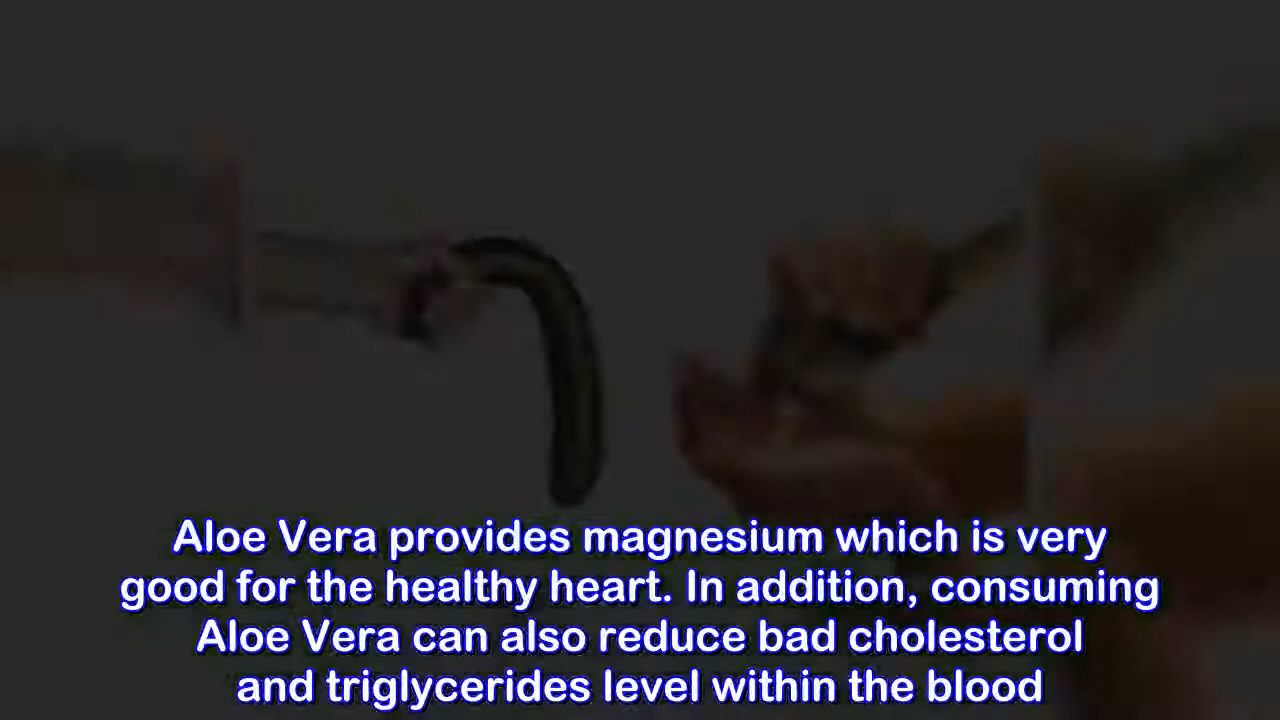 Aloe Vera provides magnesium which is very
good for the healthy heart. In addition, consuming
Aloe Vera can also reduce bad cholesterol
and triglycerides level within the blood